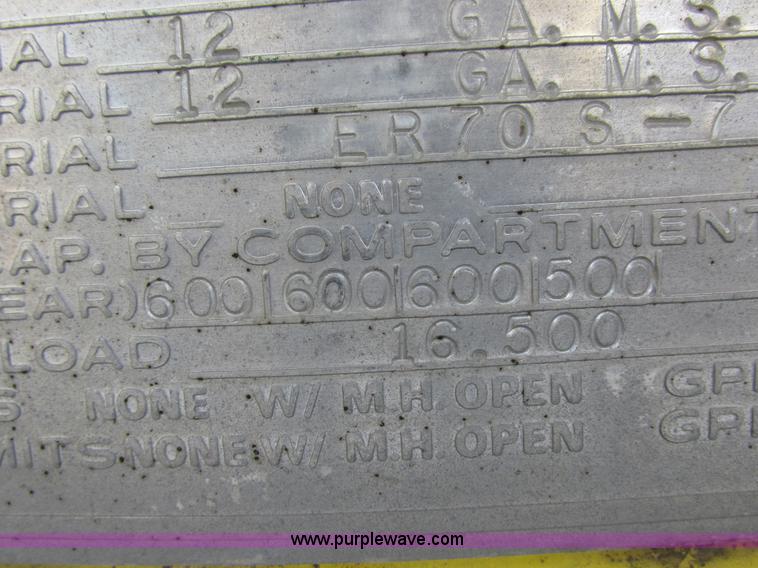 IAL 12 GA. M. S.
RIAL 12 GA. M. S.
RIAL ER70 S-7
RIAL NONE
CAP. BY COMPARTMENT
EAR) 600|600|600|500|
LOAD 16.500
S NONE W/ M.H. OPEN GP
MITS NONE W/ M.H. OPEN GP
www.purplewave.com